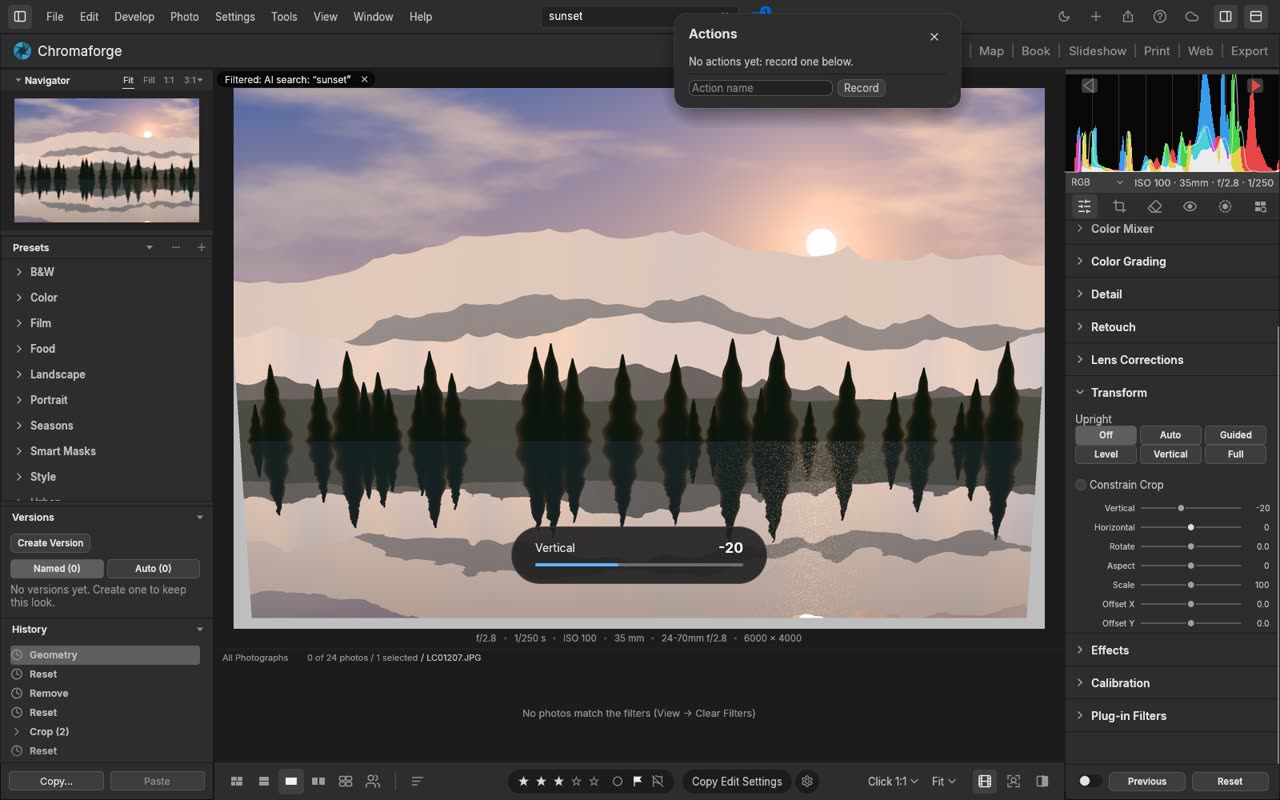 File Edit Develop Photo Settings Tools View Window Help
sunset
Chromaforge
Map | Book | Slideshow | Print | Web | Export
Actions
No actions yet: record one below.
Action name Record
Navigator Fit Fill 1:1 3:1
Filtered: AI search: “sunset” ×
RGB ISO 100 · 35mm · f/2.8 · 1/250
Presets
B&W
Color
Film
Food
Landscape
Portrait
Seasons
Smart Masks
Style
Versions
Create Version
Named (0) Auto (0)
No versions yet. Create one to keep
this look.
History
Geometry
Reset
Remove
Reset
Crop (2)
Reset
Copy... Paste
Vertical -20
f/2.8 · 1/250 s · ISO 100 · 35 mm · 24-70mm f/2.8 · 6000 × 4000
All Photographs 0 of 24 photos / 1 selected / LC01207.JPG
No photos match the filters (View → Clear Filters)
Copy Edit Settings Click 1:1 Fit
Color Mixer
Color Grading
Detail
Retouch
Lens Corrections
Transform
Upright
Off Auto Guided
Level Vertical Full
Constrain Crop
Vertical -20
Horizontal 0
Rotate 0.0
Aspect 0
Scale 100
Offset X 0.0
Offset Y 0.0
Effects
Calibration
Plug-in Filters
Previous Reset